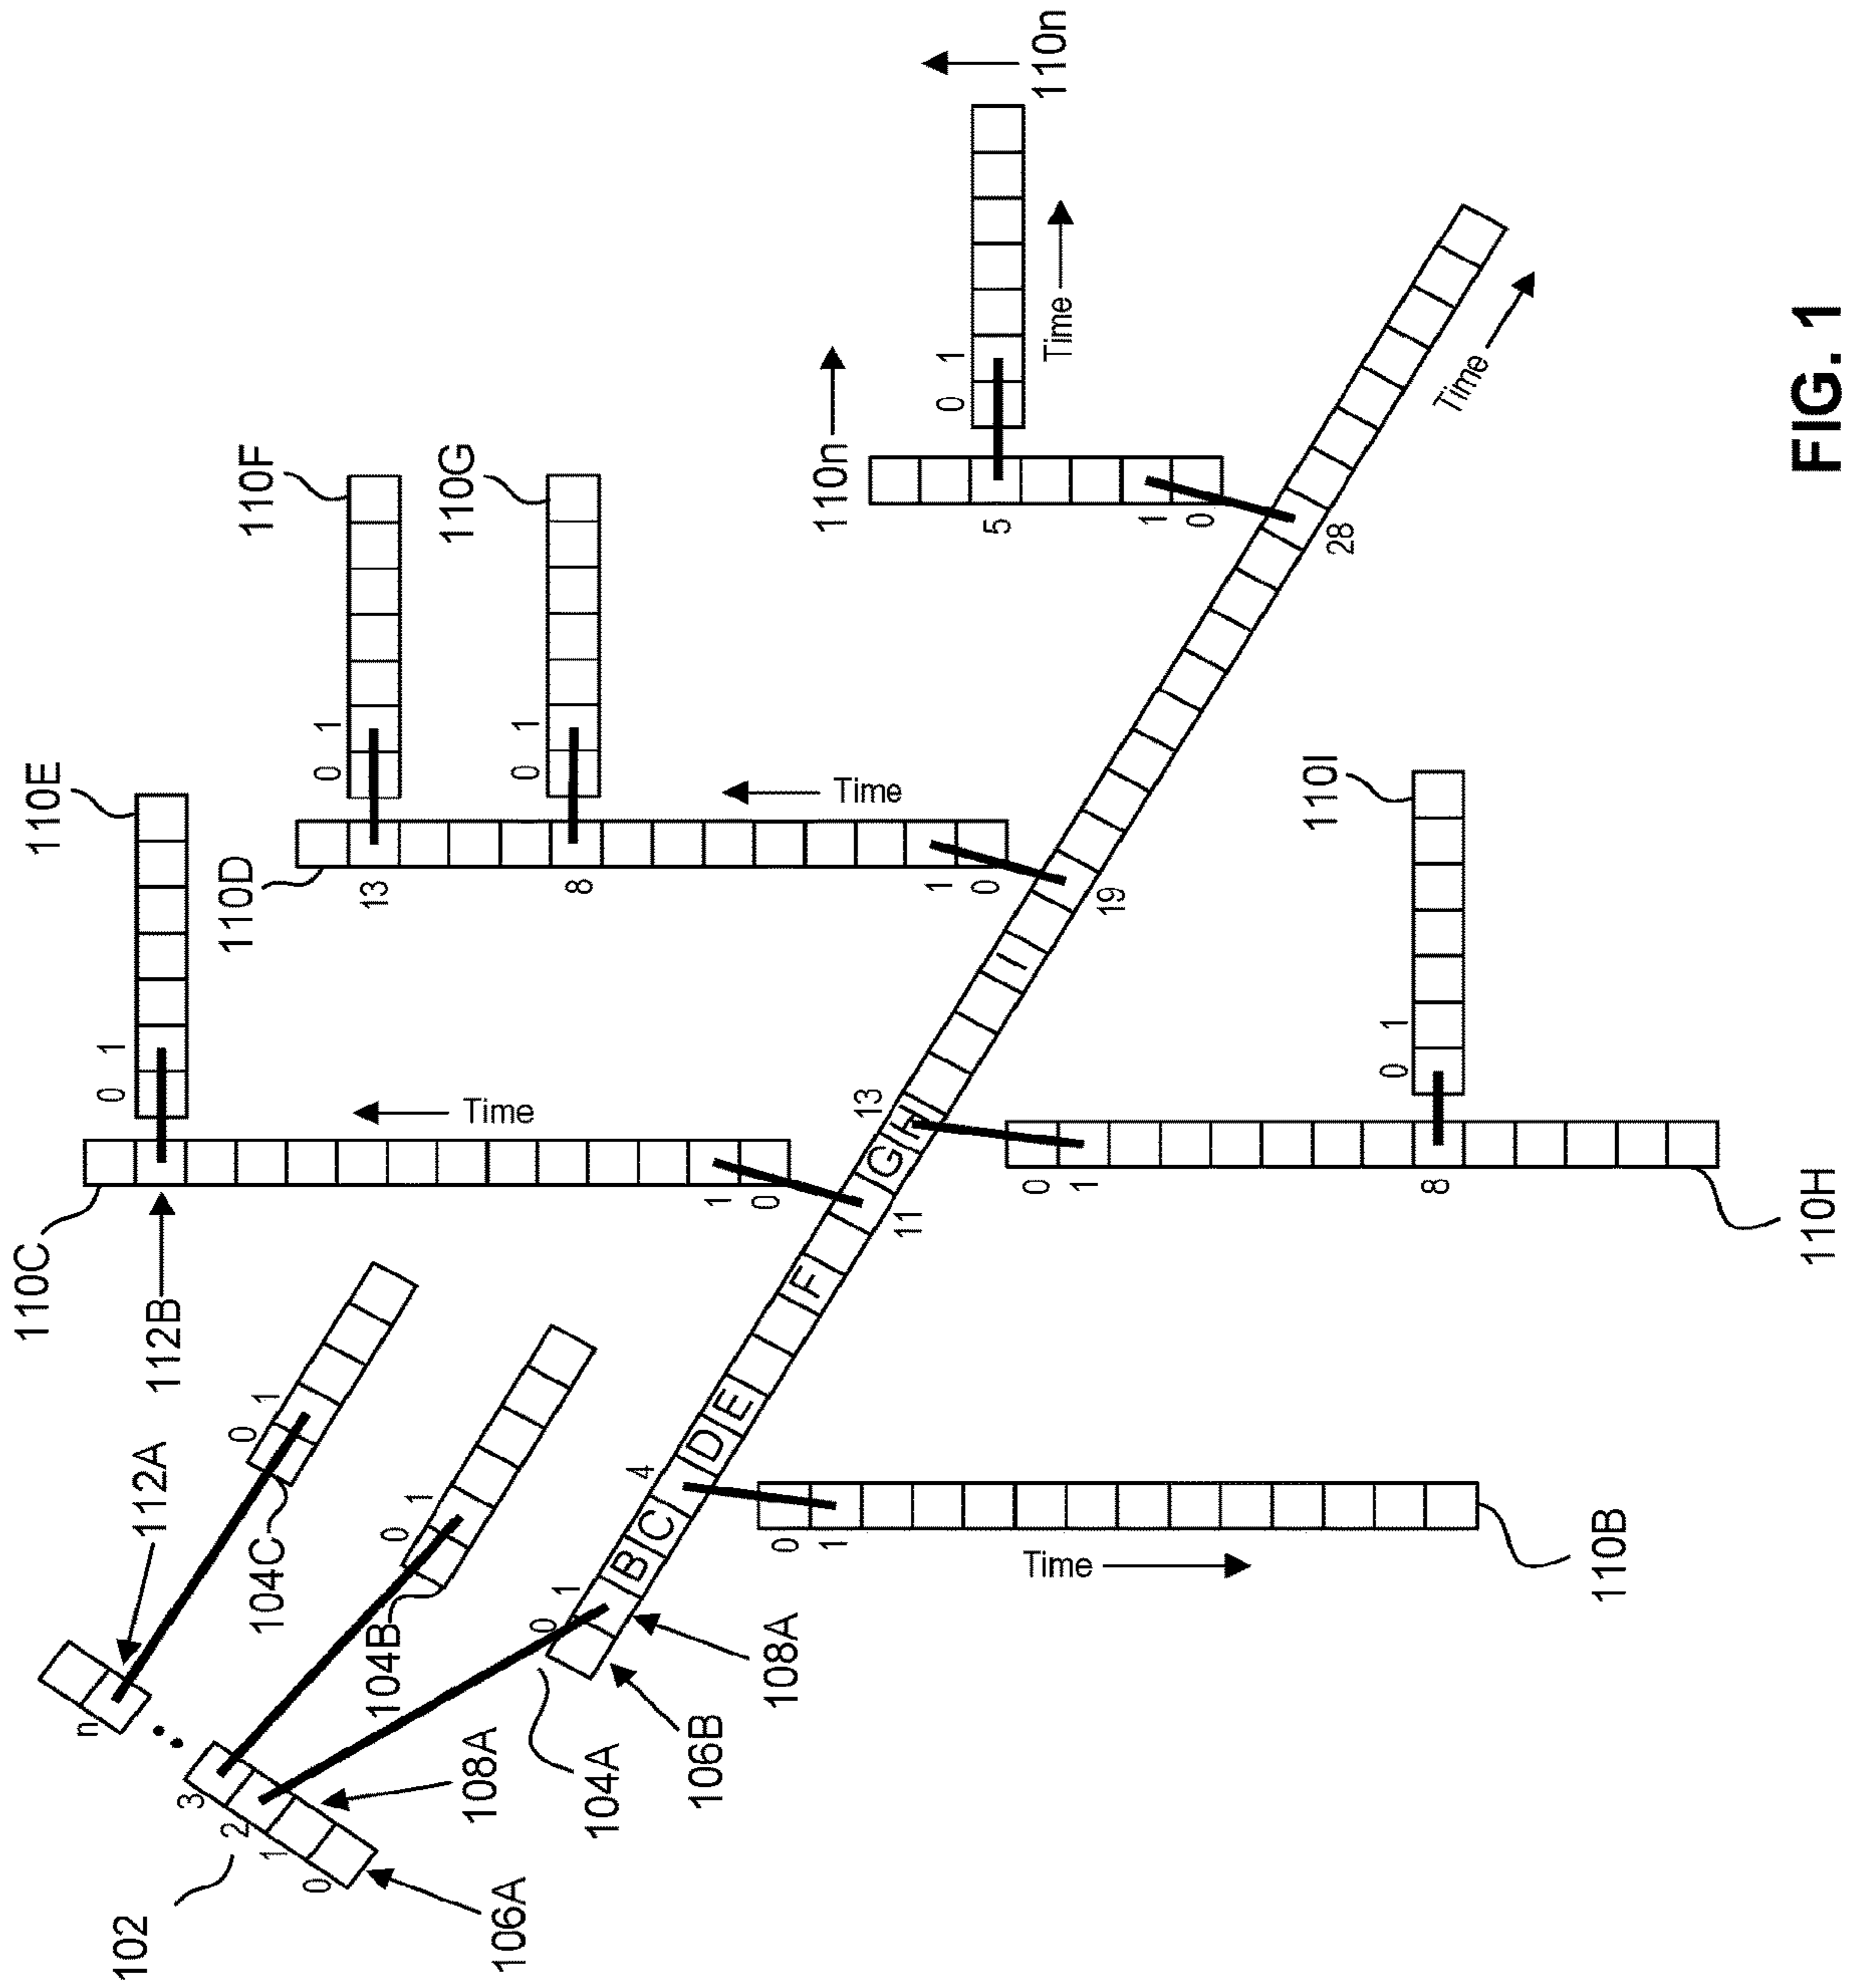 110E
0 1
110C
112B
Time
1
0
110F
0 1
110G
0 1
110D
13
8
Time
1
0
110n
5
1
0
0 1
Time
110n
28
Time
19
13
11
B C D E F G H I
4
0 1
110H
0
1
8
110I
0 1
110B
0
1
Time
112A
n
104C
0 1
104B
0 1
104A
0 1
108A
106B
108A
106A
102
3
2
1
0
FIG. 1